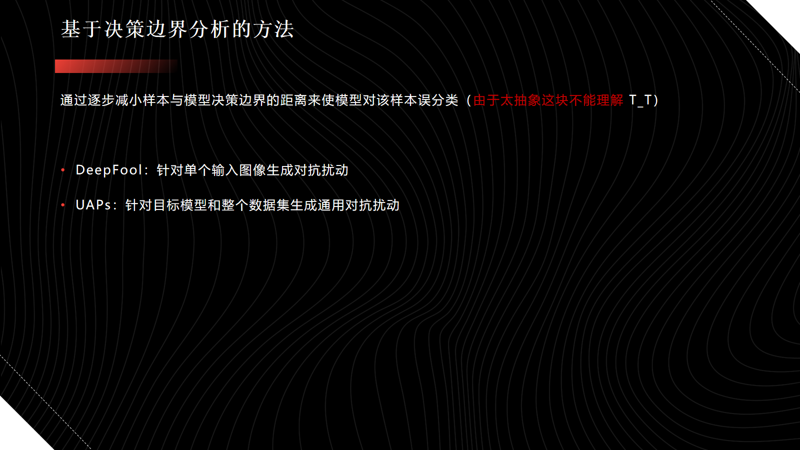 基于决策边界分析的方法
通过逐步减小样本与模型决策边界的距离来使模型对该样本误分类（由于太抽象这块不能理解 T_T）
• DeepFool：针对单个输入图像生成对抗扰动
• UAPs：针对目标模型和整个数据集生成通用对抗扰动